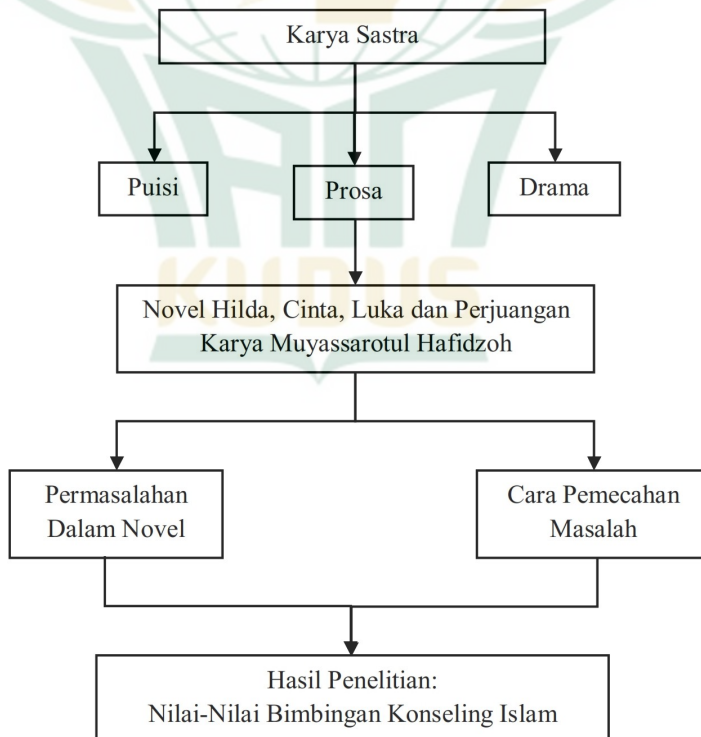 Karya Sastra
Puisi
Prosa
Drama
Novel Hilda, Cinta, Luka dan Perjuangan
Karya Muyassarotul Hafidzoh
KUDUS
Permasalahan
Dalam Novel
Cara Pemecahan
Masalah
Hasil Penelitian:
Nilai-Nilai Bimbingan Konseling Islam